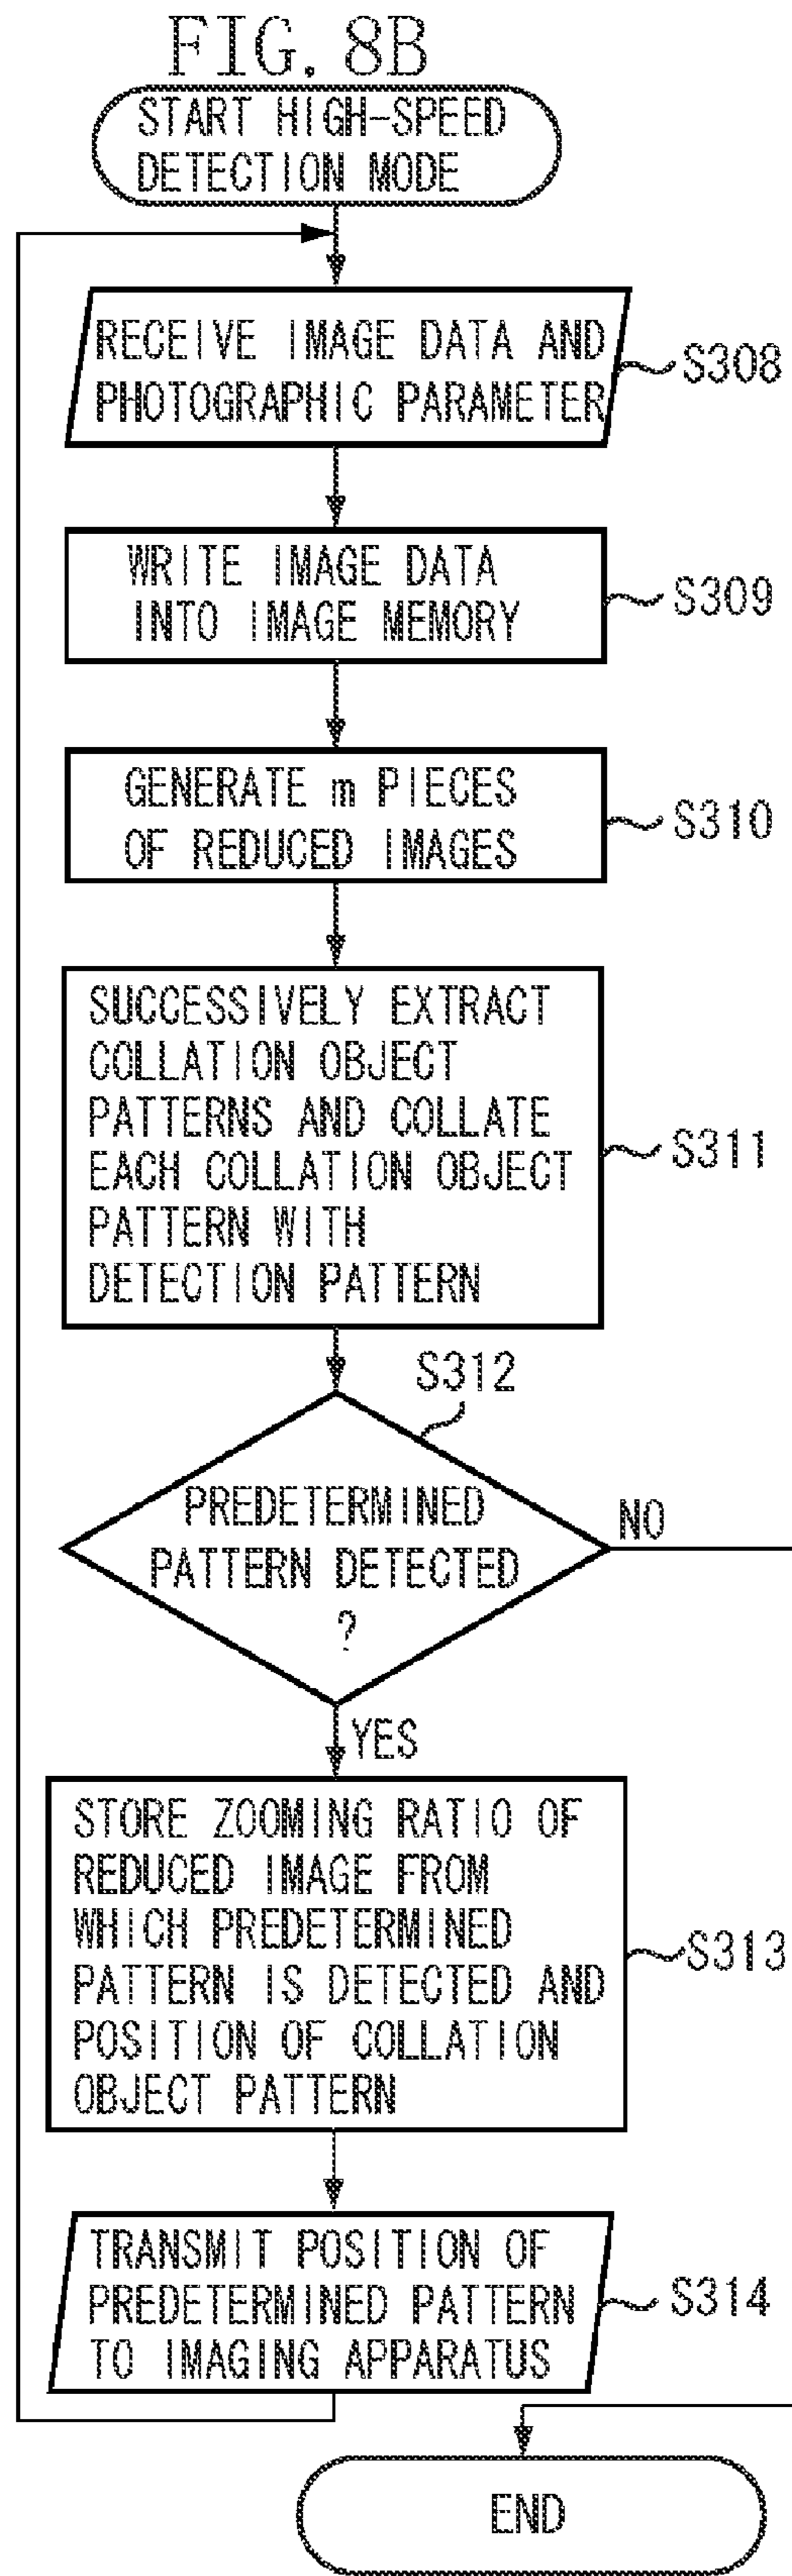 FIG. 8B
START HIGH-SPEED
DETECTION MODE
RECEIVE IMAGE DATA AND
PHOTOGRAPHIC PARAMETER
S308
WRITE IMAGE DATA
INTO IMAGE MEMORY
S309
GENERATE m PIECES
OF REDUCED IMAGES
S310
SUCCESSIVELY EXTRACT
COLLATION OBJECT
PATTERNS AND COLLATE
EACH COLLATION OBJECT
PATTERN WITH
DETECTION PATTERN
S311
S312
PREDETERMINED
PATTERN DETECTED
?
NO
YES
STORE ZOOMING RATIO OF
REDUCED IMAGE FROM
WHICH PREDETERMINED
PATTERN IS DETECTED AND
POSITION OF COLLATION
OBJECT PATTERN
S313
TRANSMIT POSITION OF
PREDETERMINED PATTERN
TO IMAGING APPARATUS
S314
END